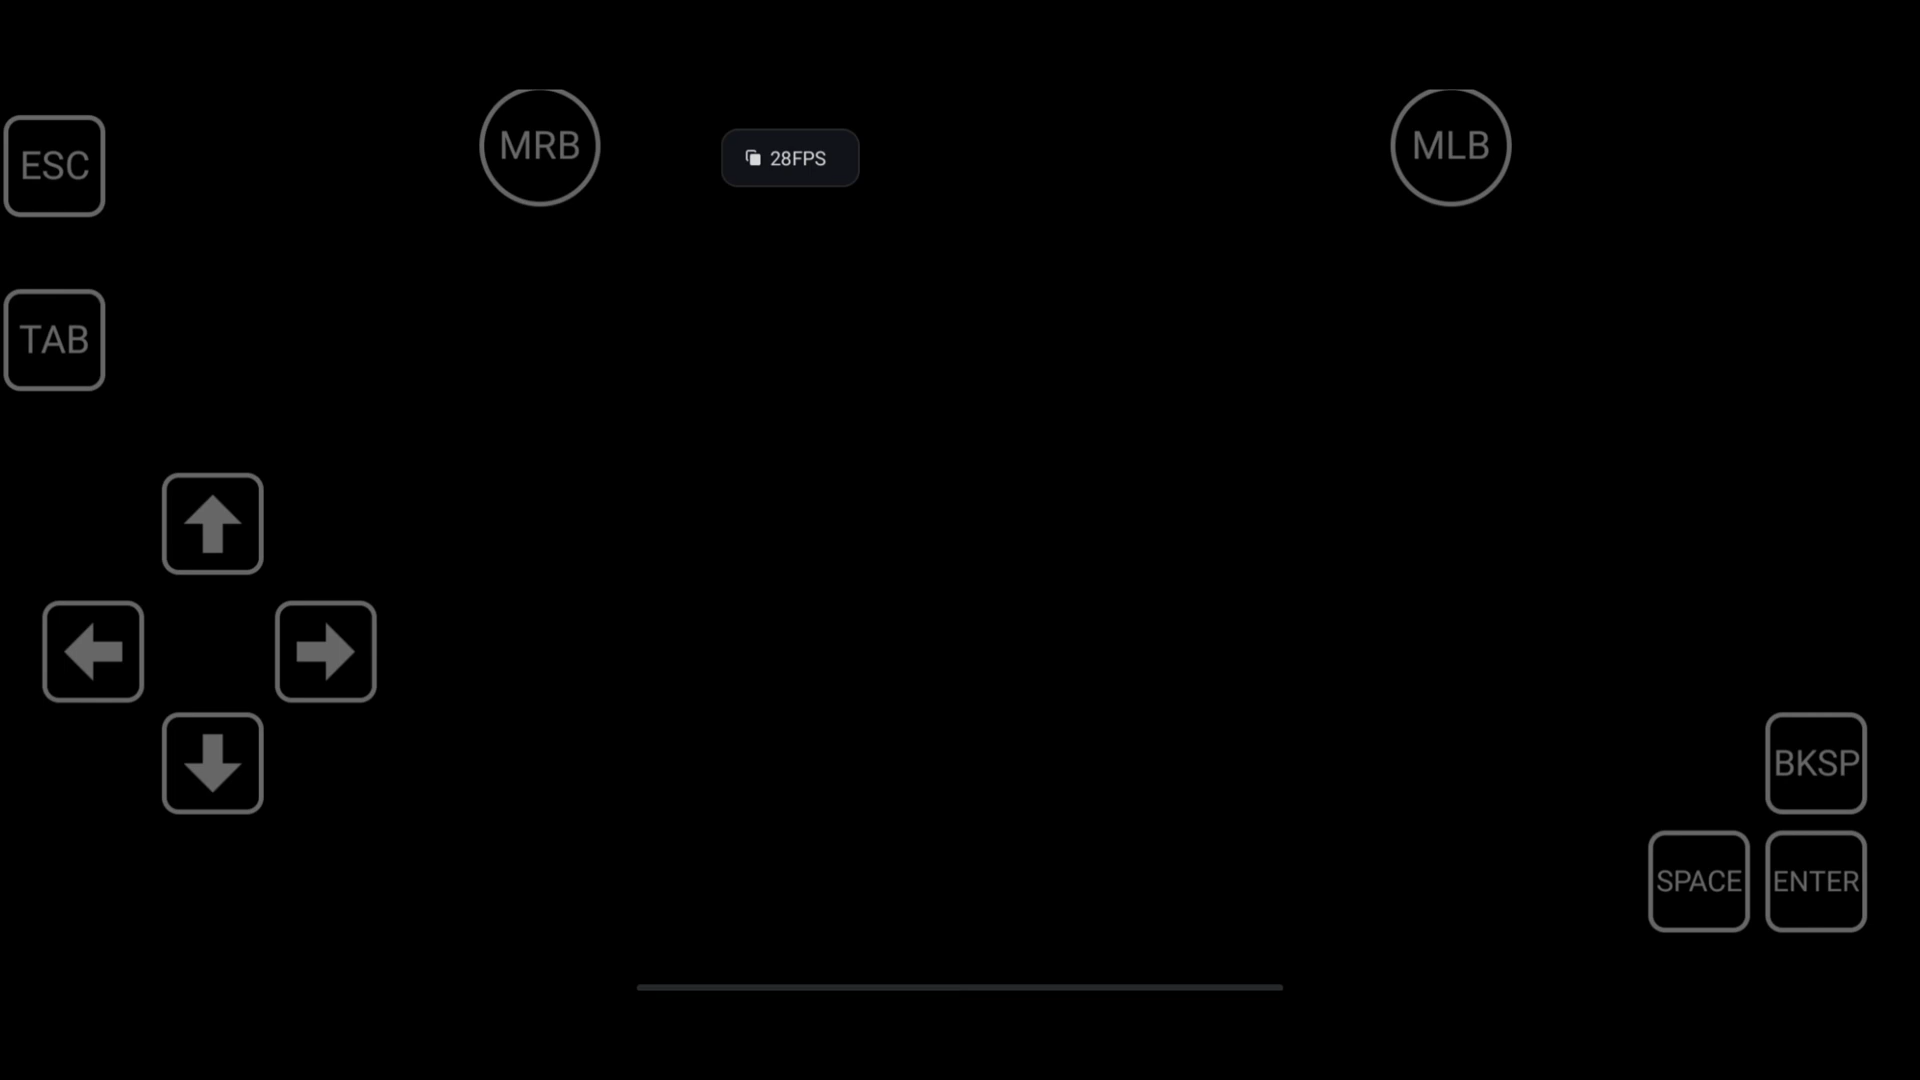 MRB
MLB
28FPS
ESC
TAB
BKSP
SPACE
ENTER